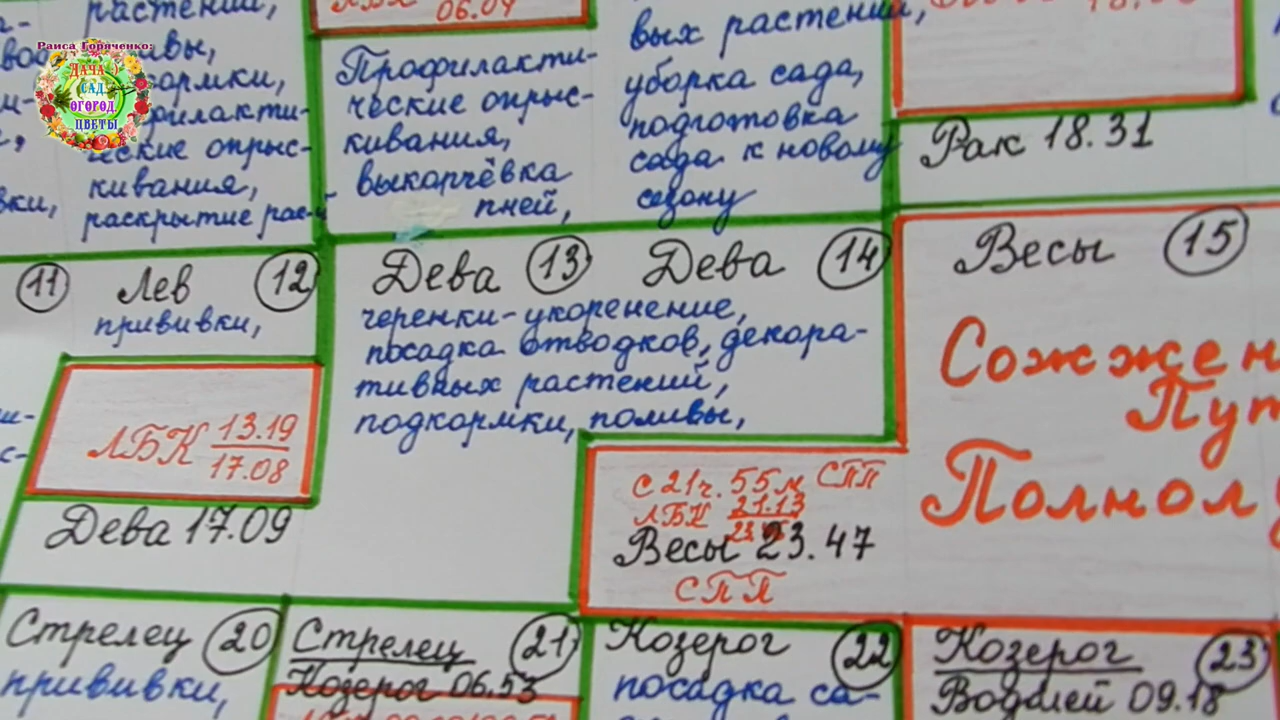 растений,
поливы,
кормки,
ческие опрыс-
кивания,
раскрытие рас-
Раиса Горяченко:
ДАЧА,
САД,
ОГОРОД,
ЦВЕТЫ
06.04
Профилакти-
ческие опрыс-
кивания,
выкорчёвка
пней,
вых растений,
уборка сада,
подготовка
сада к новому
сезону
Рак 18.31
11
Лев 12
прививки,
ЛБК 13.19
17.08
Дева 17.09
Дева 13 Дева 14
черенки-укоренение,
посадка отводков, декора-
тивных растений,
подкормки, поливы,
с 21ч. 55м СПП
ЛБК 21.13
Весы 23.47
СПП
Весы 15
Сожжен
Пут
Полнол
Стрелец 20
прививки,
Стрелец 21
Козерог 06.53
Козерог 22
посадка са-
Козерог 23
Водолей 09.18